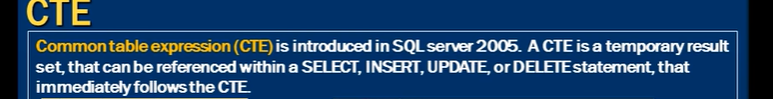 CTE
Common table expression (CTE) is introduced in SQL server 2005. A CTE is a temporary result
set, that can be referenced within a SELECT, INSERT, UPDATE, or DELETE statement, that
immediately follows the CTE.